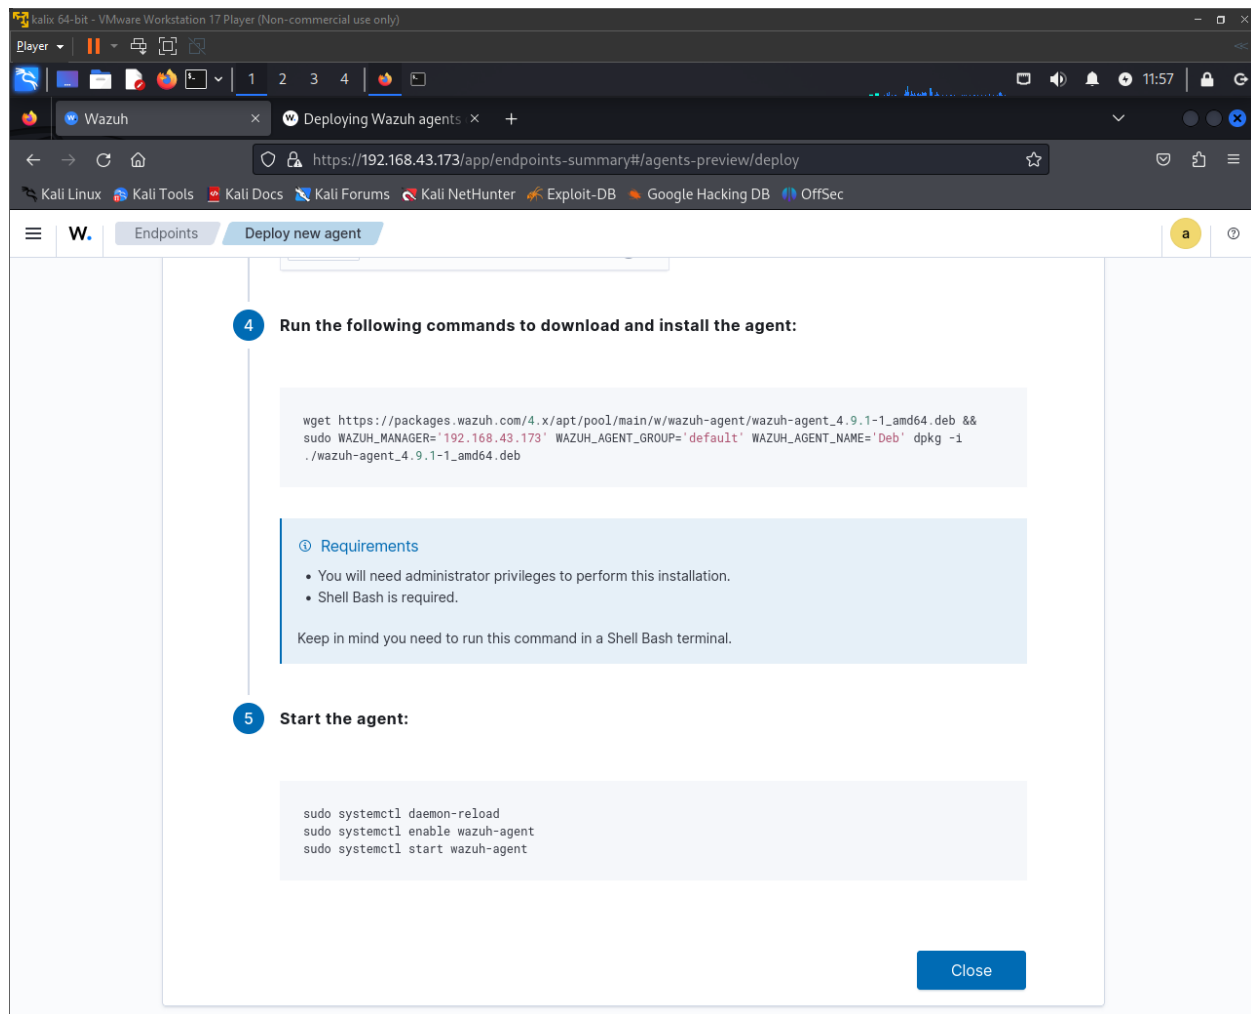 kalix 64-bit - VMware Workstation 17 Player (Non-commercial use only)
Player
1 2 3 4 11:57
Wazuh Deploying Wazuh agents
https://192.168.43.173/app/endpoints-summary#/agents-preview/deploy
Kali Linux Kali Tools Kali Docs Kali Forums Kali NetHunter Exploit-DB Google Hacking DB OffSec
W. Endpoints Deploy new agent a
4 Run the following commands to download and install the agent:
wget https://packages.wazuh.com/4.x/apt/pool/main/w/wazuh-agent/wazuh-agent_4.9.1-1_amd64.deb &&
sudo WAZUH_MANAGER='192.168.43.173' WAZUH_AGENT_GROUP='default' WAZUH_AGENT_NAME='Deb' dpkg -i
./wazuh-agent_4.9.1-1_amd64.deb
Requirements
• You will need administrator privileges to perform this installation.
• Shell Bash is required.
Keep in mind you need to run this command in a Shell Bash terminal.
5 Start the agent:
sudo systemctl daemon-reload
sudo systemctl enable wazuh-agent
sudo systemctl start wazuh-agent
Close